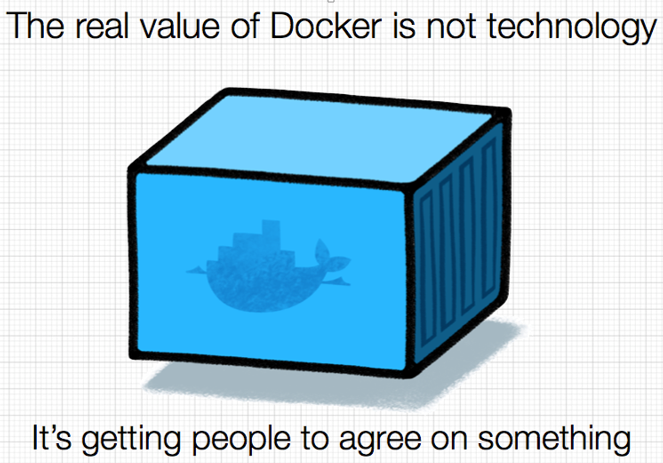 The real value of Docker is not technology
It’s getting people to agree on something